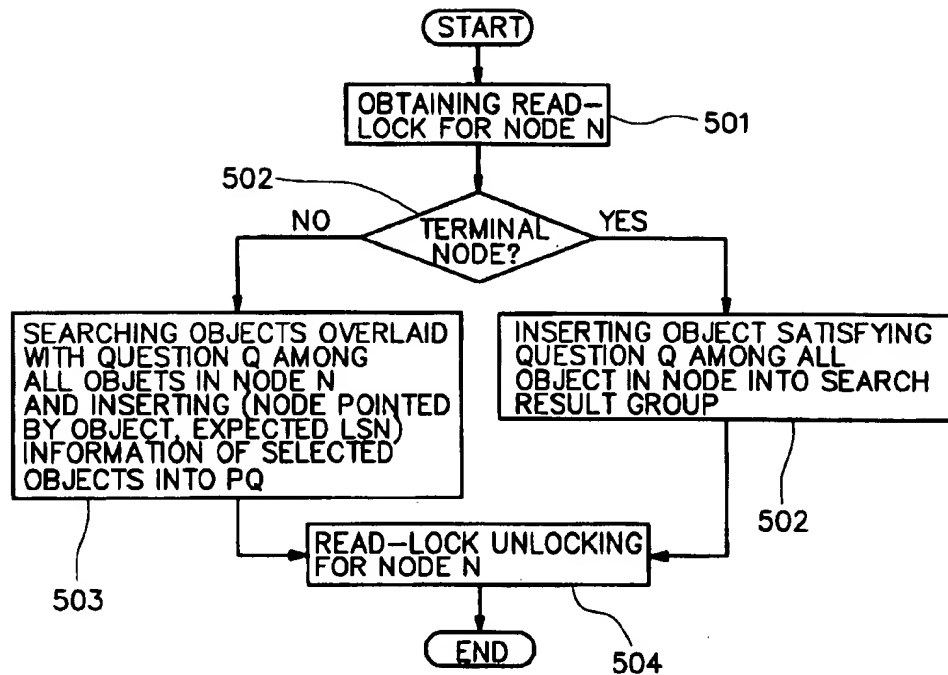 START
OBTAINING READ-
LOCK FOR NODE N
501
502
NO
TERMINAL
NODE?
YES
SEARCHING OBJECTS OVERLAID
WITH QUESTION Q AMONG
ALL OBJETS IN NODE N
AND INSERTING (NODE POINTED
BY OBJECT, EXPECTED LSN)
INFORMATION OF SELECTED
OBJECTS INTO PQ
503
INSERTING OBJECT SATISFYING
QUESTION Q AMONG ALL
OBJECT IN NODE INTO SEARCH
RESULT GROUP
502
READ-LOCK UNLOCKING
FOR NODE N
504
END